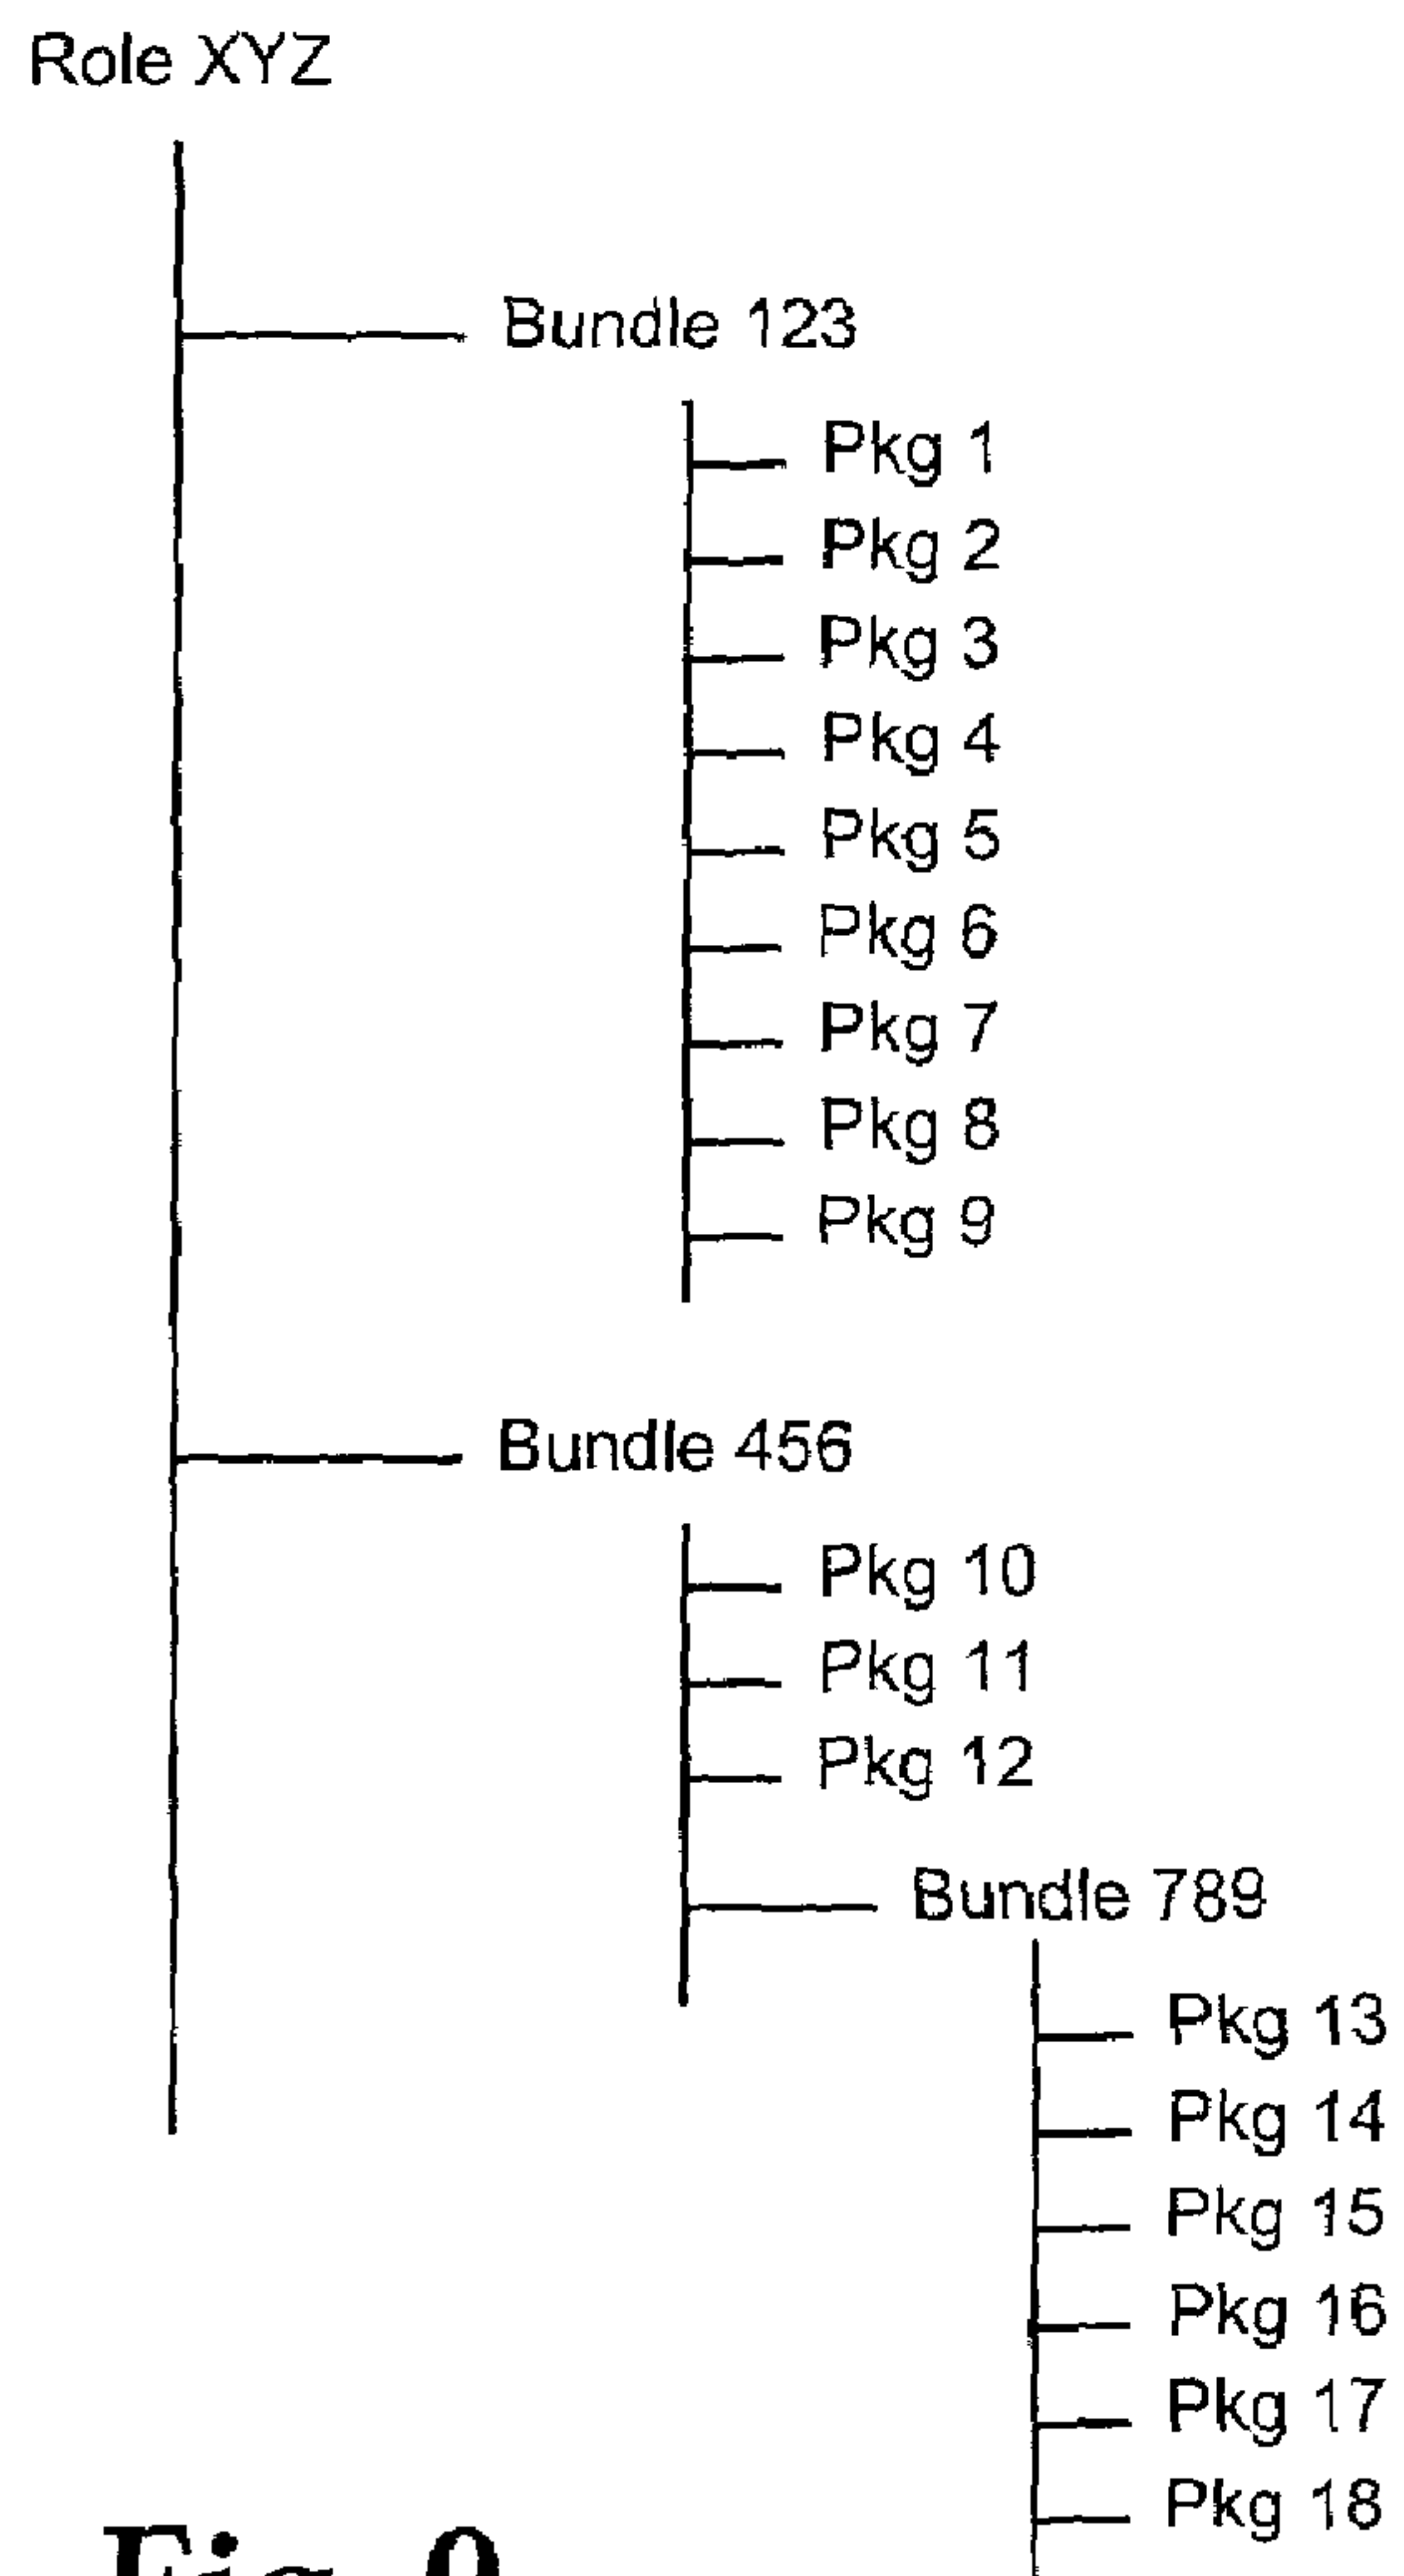 Role XYZ
Bundle 123
Pkg 1
Pkg 2
Pkg 3
Pkg 4
Pkg 5
Pkg 6
Pkg 7
Pkg 8
Pkg 9
Bundle 456
Pkg 10
Pkg 11
Pkg 12
Bundle 789
Pkg 13
Pkg 14
Pkg 15
Pkg 16
Pkg 17
Pkg 18